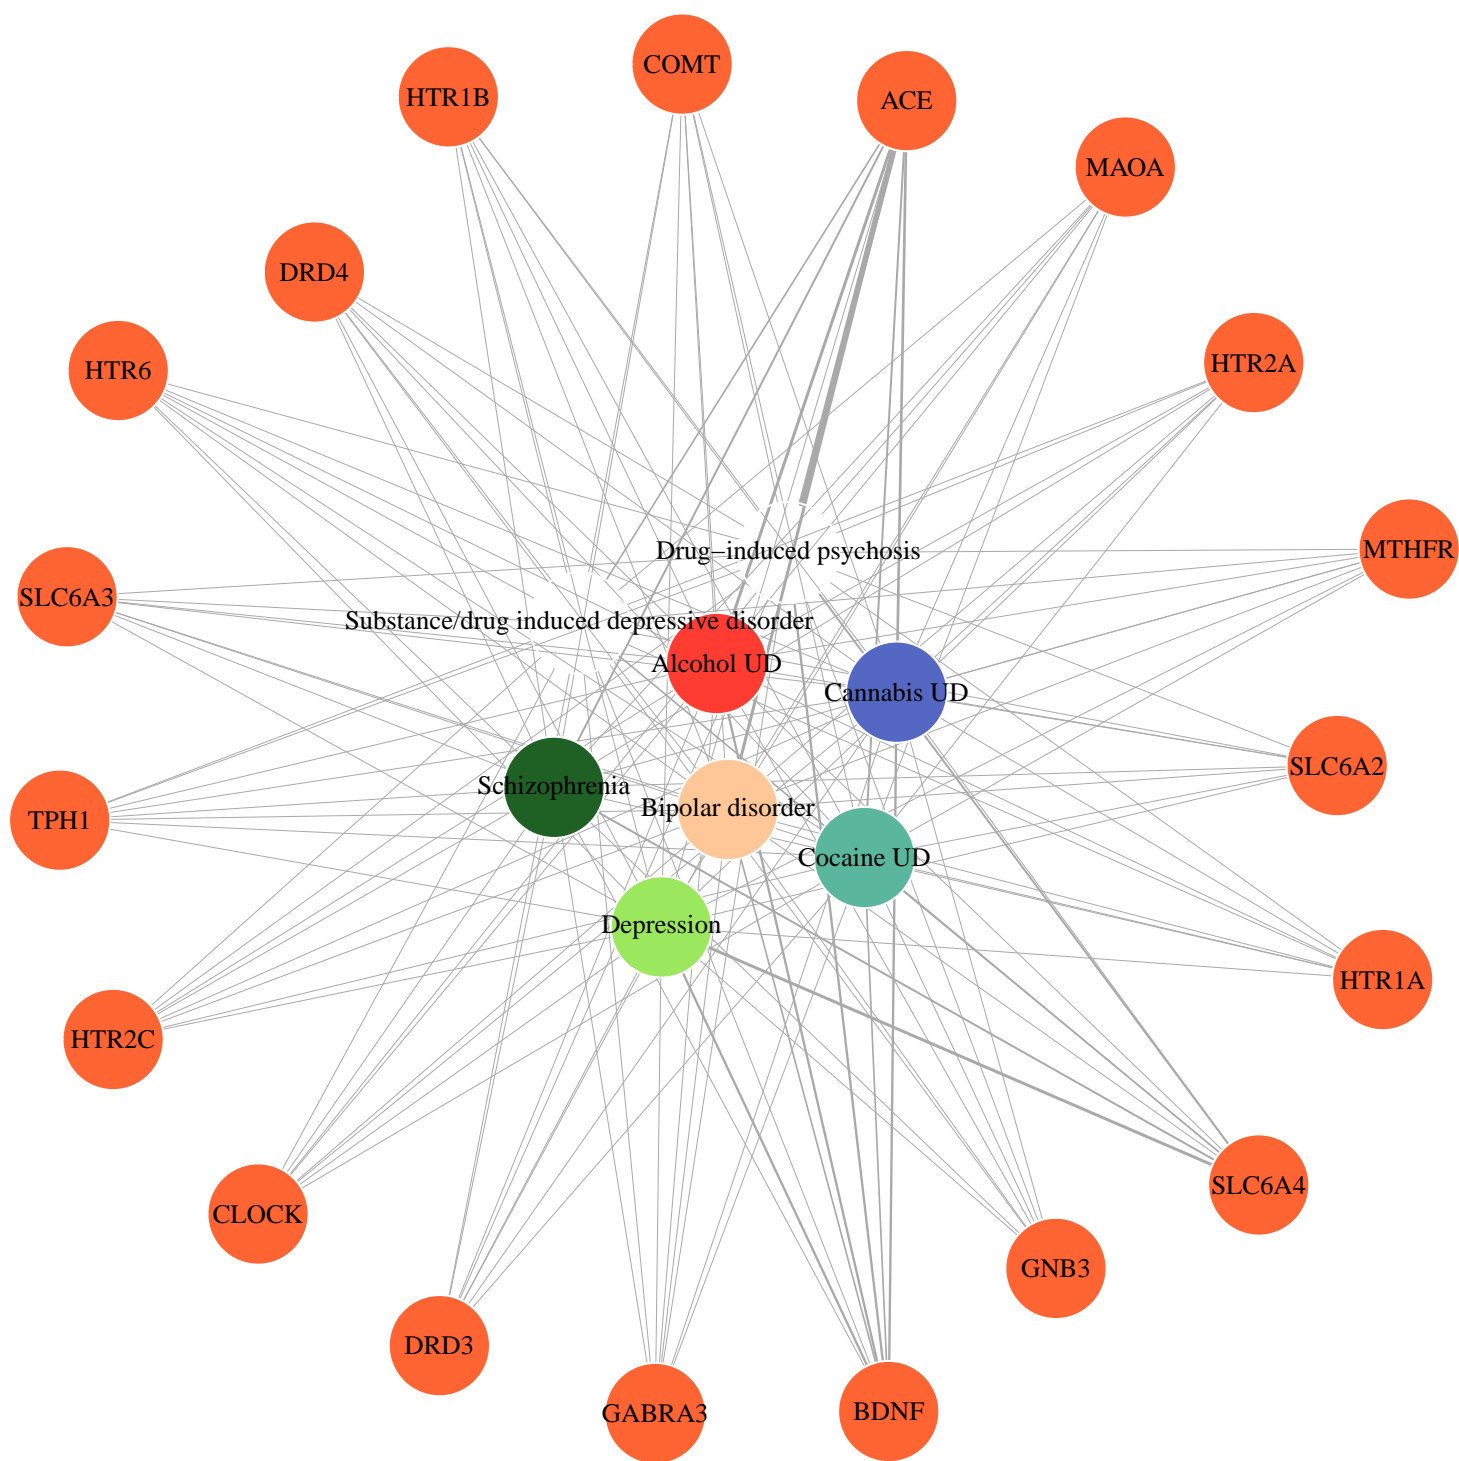 COMT
HTR1B
ACE
MAOA
DRD4
HTR6
HTR2A
MTHFR
Drug−induced psychosis
SLC6A3
Substance/drug induced depressive disorder
Alcohol UD
Cannabis UD
SLC6A2
Schizophrenia
Bipolar disorder
TPH1
Cocaine UD
Depression
HTR1A
HTR2C
SLC6A4
CLOCK
GNB3
DRD3
GABRA3
BDNF